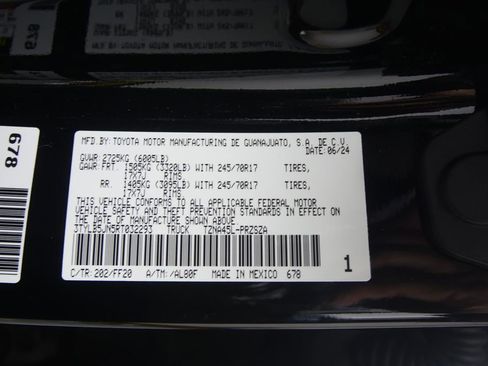 678
MFD.BY:TOYOTA MOTOR MANUFACTURING DE GUANAJUATO, S.A. DE C.V.
GVWR:2725KG (6005LB) DATE:06/24
GAWR:FRT. 1505KG (3320LB) WITH 245/70R17 TIRES,
17X7J RIMS
RR. 1405KG (3095LB) WITH 245/70R17 TIRES,
17X7J RIMS
THIS VEHICLE CONFORMS TO ALL APPLICABLE FEDERAL MOTOR
VEHICLE SAFETY AND THEFT PREVENTION STANDARDS IN EFFECT ON
THE DATE OF MANUFACTURE SHOWN ABOVE.
3TYLB5JN5RT032293 TRUCK TZNA45L-PRZSZA
C/TR:202/FF20 A/TM:/AL80F MADE IN MEXICO 678
1